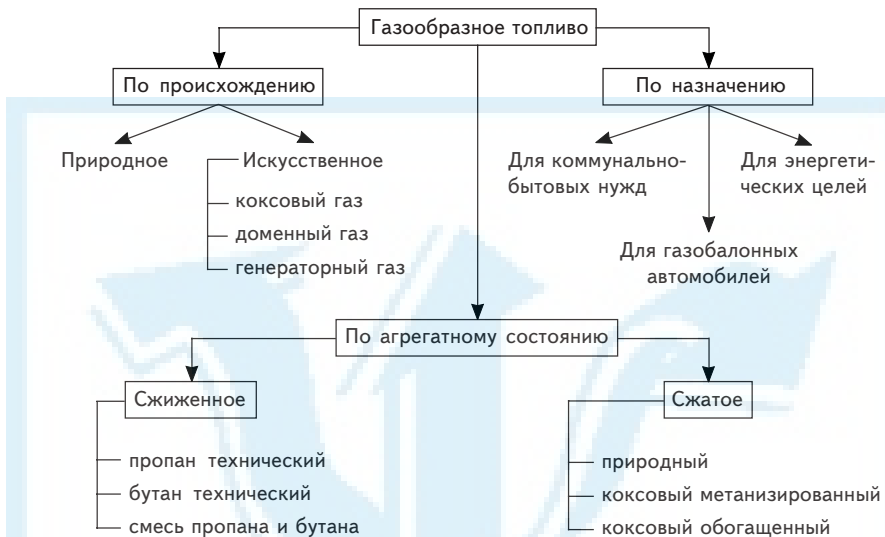 Газообразное топливо
По происхождению
По назначению
Природное
Искусственное
коксовый газ
доменный газ
генераторный газ
Для коммунально-
бытовых нужд
Для энергети-
ческих целей
Для газобалонных
автомобилей
По агрегатному состоянию
Сжиженное
пропан технический
бутан технический
смесь пропана и бутана
Сжатое
природный
коксовый метанизированный
коксовый обогащенный